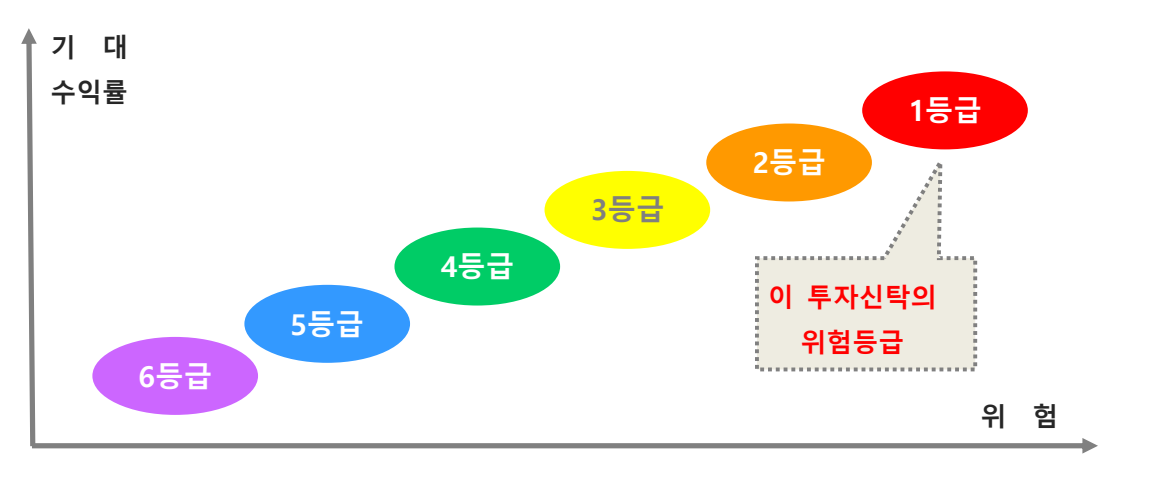 기 대
수익률
1등급
2등급
3등급
4등급
5등급
6등급
이 투자신탁의
위험등급
위 험